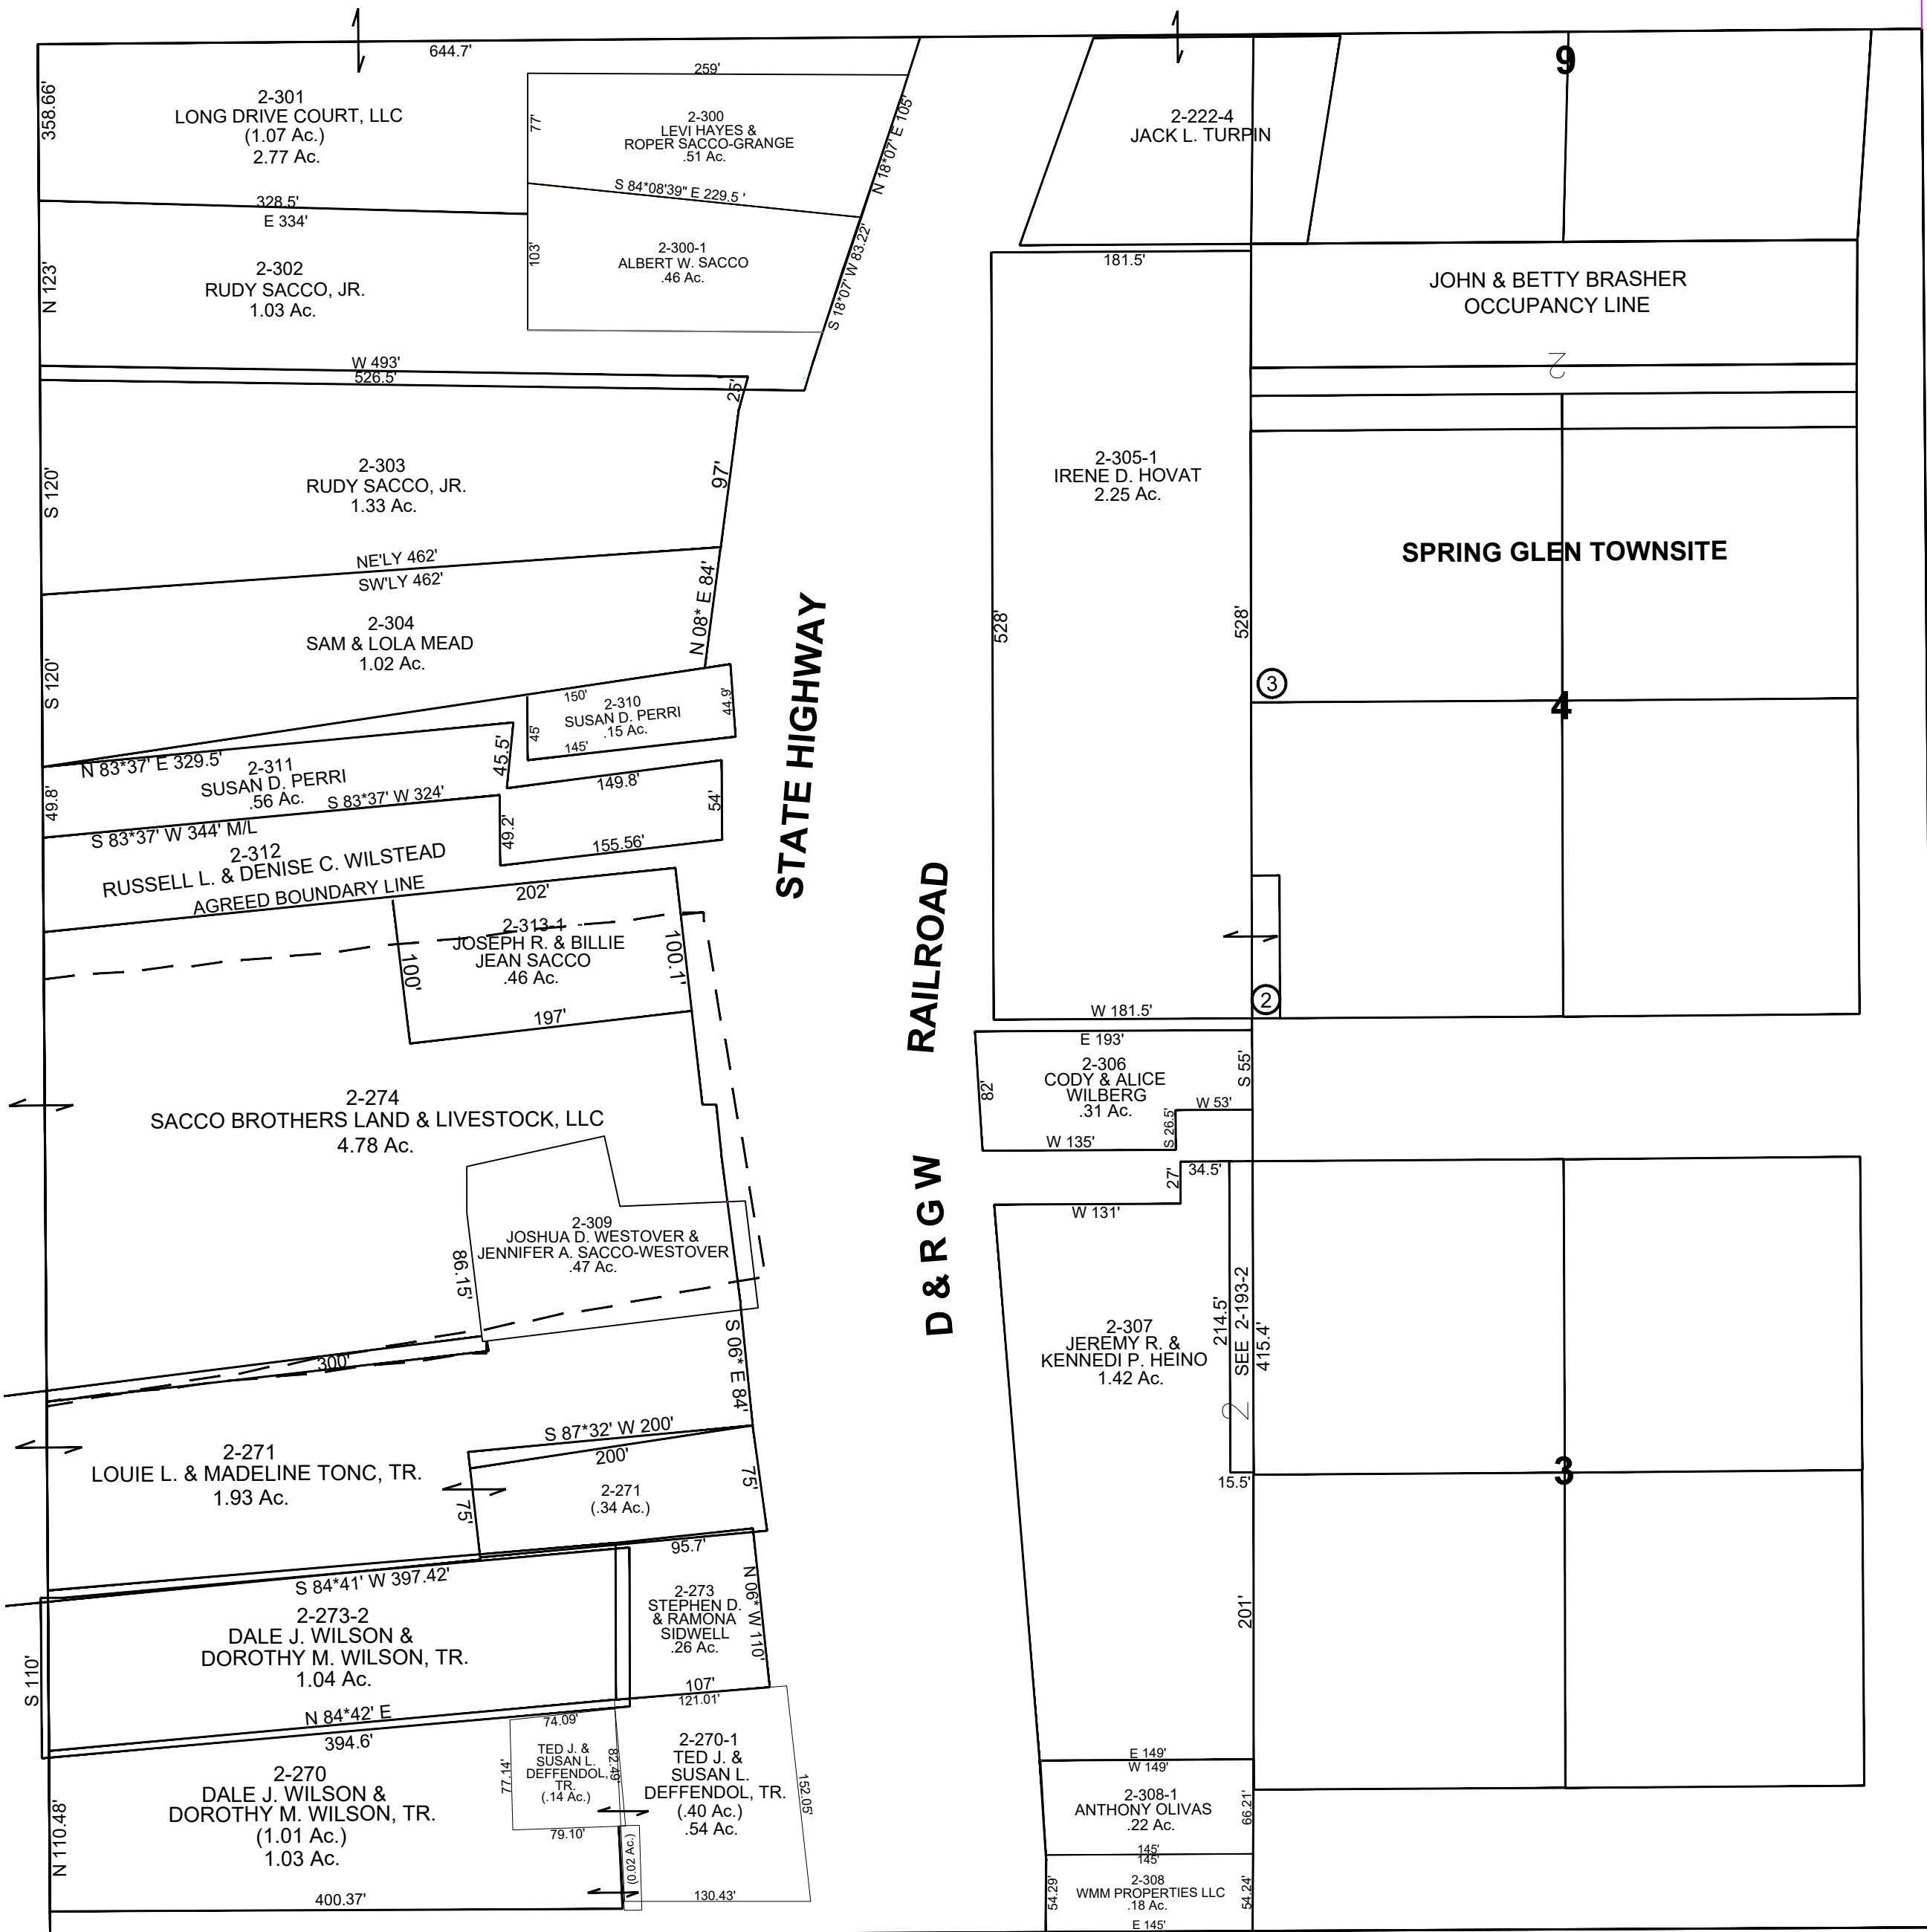 644.7'
358.66'
2-301
LONG DRIVE COURT, LLC
(1.07 Ac.)
2.77 Ac.
328.5'
259'
77'
2-300
LEVI HAYES &
ROPER SACCO-GRANGE
.51 Ac.
N 18*07' E 105'
S 84*08'39" E 229.5 '
E 334'
N 123'
2-302
RUDY SACCO, JR.
1.03 Ac.
W 493'
103'
2-300-1
ALBERT W. SACCO
.46 Ac.
S 18*07' W 83.22'
526.5'
25'
S 120'
2-303
RUDY SACCO, JR.
1.33 Ac.
97'
NE'LY 462'
SW'LY 462'
S 120'
2-304
SAM & LOLA MEAD
1.02 Ac.
N 08* E 84'
150'
2-310
SUSAN D. PERRI
.15 Ac.
45'
145'
44.9'
N 83*37' E 329.5'
2-311
SUSAN D. PERRI
.56 Ac.
S 83*37' W 324'
49.8'
45.5'
149.8'
54'
S 83*37' W 344' M/L
2-312
RUSSELL L. & DENISE C. WILSTEAD
AGREED BOUNDARY LINE
49.2'
155.56'
202'
2-313-1
JOSEPH R. & BILLIE
JEAN SACCO
.46 Ac.
100'
100.1'
197'
2-274
SACCO BROTHERS LAND & LIVESTOCK, LLC
4.78 Ac.
2-309
JOSHUA D. WESTOVER &
JENNIFER A. SACCO-WESTOVER
.47 Ac.
86.15'
300'
S 06* E 84'
2-271
LOUIE L. & MADELINE TONC, TR.
1.93 Ac.
S 87*32' W 200'
200'
2-271
(.34 Ac.)
75'
75'
95.7'
S 84*41' W 397.42'
2-273-2
DALE J. WILSON &
DOROTHY M. WILSON, TR.
1.04 Ac.
S 110'
N 84*42' E
394.6'
2-273
STEPHEN D.
& RAMONA
SIDWELL
.26 Ac.
N 06* W 110'
107'
121.01'
2-270
DALE J. WILSON &
DOROTHY M. WILSON, TR.
(1.01 Ac.)
1.03 Ac.
N 110.48'
400.37'
74.09'
77.14'
TED J. &
SUSAN L.
DEFFENDOL,
TR.
(.14 Ac.)
82.49'
79.10'
(0.02 Ac.)
2-270-1
TED J. &
SUSAN L.
DEFFENDOL, TR.
(.40 Ac.)
.54 Ac.
152.05'
130.43'
STATE HIGHWAY
D & R G W RAILROAD
2-222-4
JACK L. TURPIN
9
181.5'
JOHN & BETTY BRASHER
OCCUPANCY LINE
2
2-305-1
IRENE D. HOVAT
2.25 Ac.
528'
528'
SPRING GLEN TOWNSITE
3
4
2
W 181.5'
E 193'
2-306
CODY & ALICE
WILBERG
.31 Ac.
82'
S 55'
W 53'
S 26.5'
W 135'
34.5'
27'
W 131'
2-307
JEREMY R. &
KENNEDI P. HEINO
1.42 Ac.
214.5'
SEE 2-193-2
415.4'
2
15.5'
3
201'
E 149'
W 149'
2-308-1
ANTHONY OLIVAS
.22 Ac.
66.21'
145'
145'
2-308
WMM PROPERTIES LLC
.18 Ac.
54.29'
54.24'
E 145'